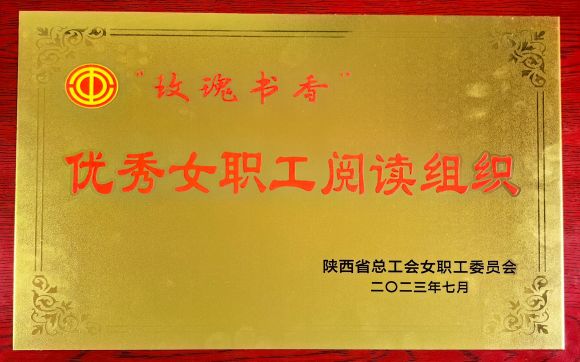 “玫瑰书香”
优秀女职工阅读组织
陕西省总工会女职工委员会
二〇二三年七月